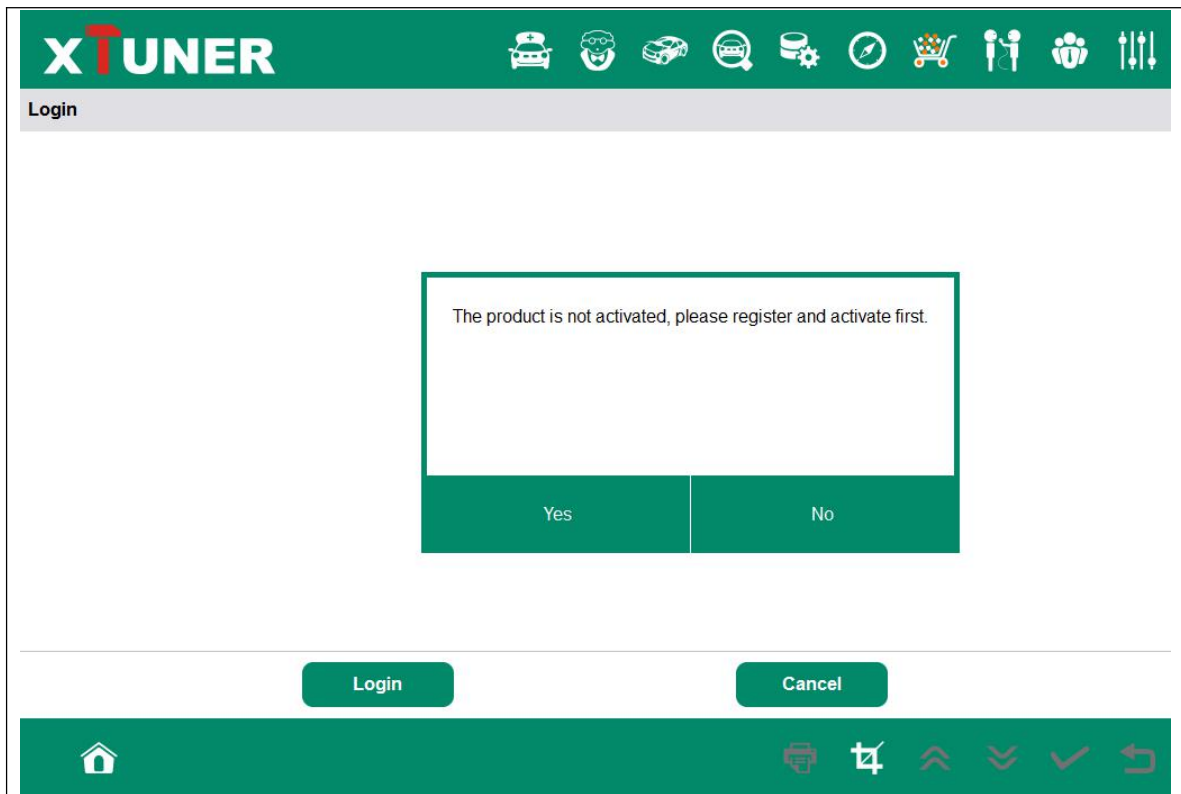 XTUNER
Login
The product is not activated, please register and activate first.
Yes No
Login Cancel